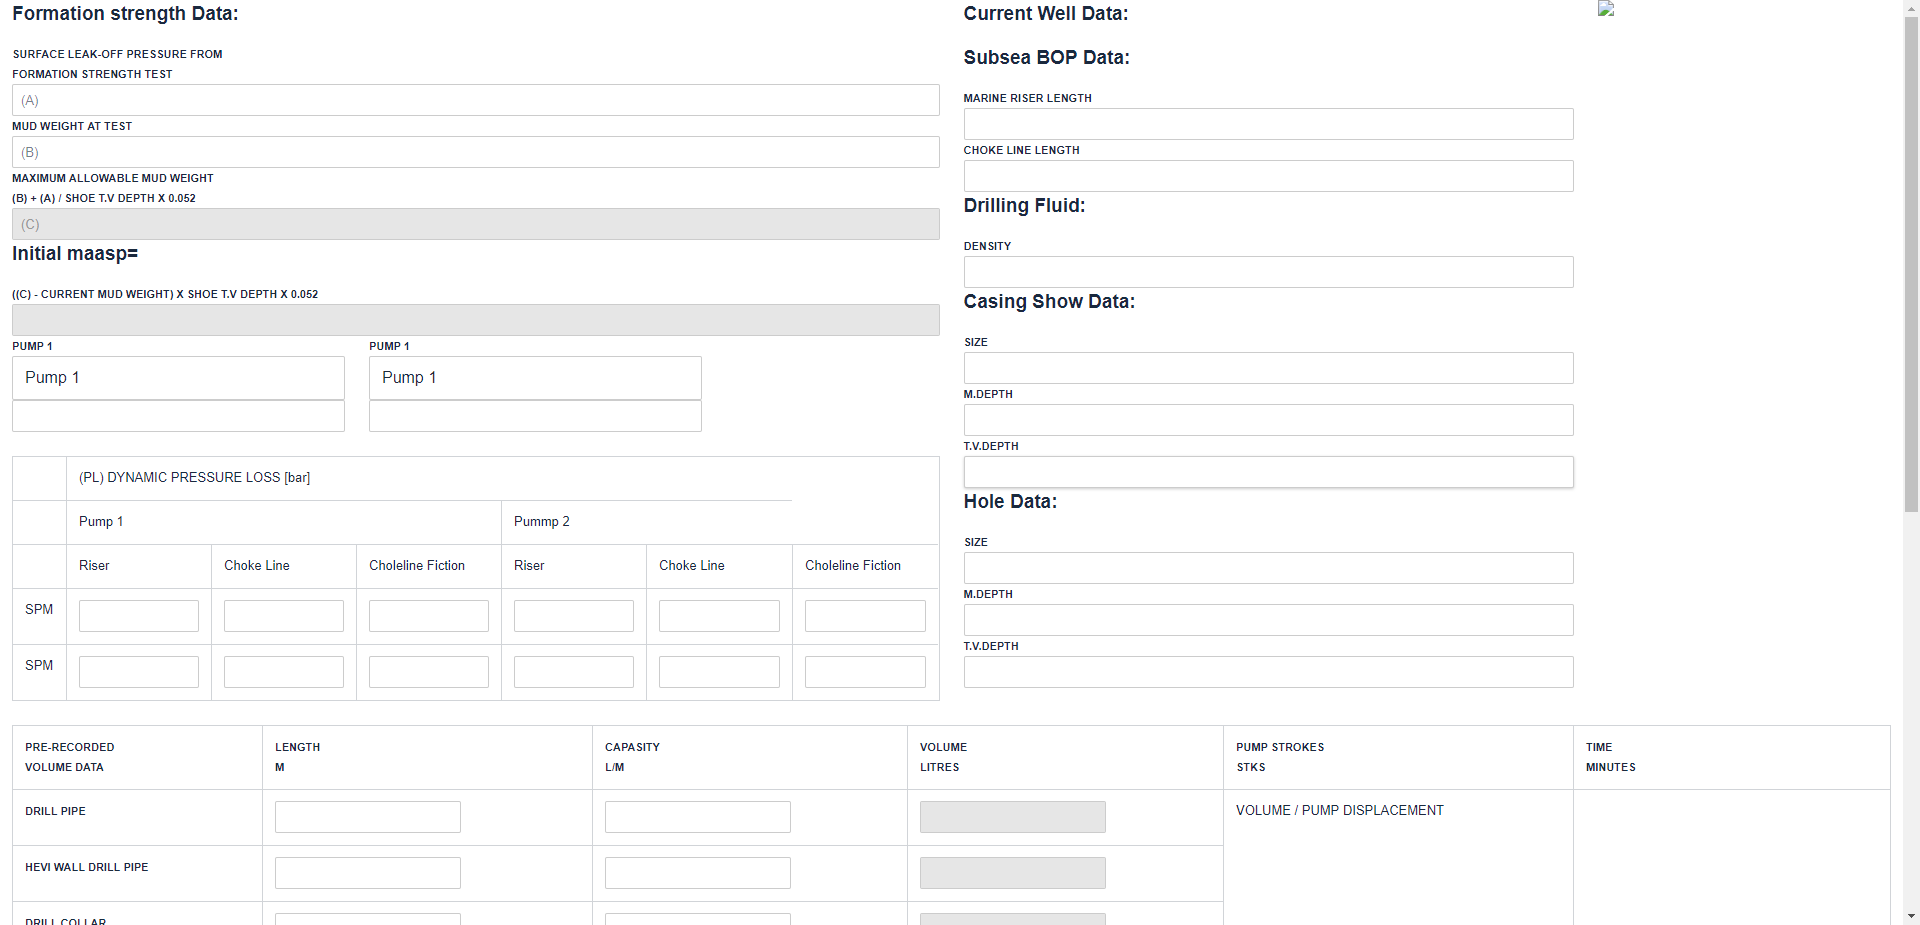 Formation strength Data:
SURFACE LEAK-OFF PRESSURE FROM
FORMATION STRENGTH TEST
(A)
MUD WEIGHT AT TEST
(B)
MAXIMUM ALLOWABLE MUD WEIGHT
(B) + (A) / SHOE T.V DEPTH X 0.052
(C)
Initial maasp=
((C) - CURRENT MUD WEIGHT) X SHOE T.V DEPTH X 0.052
PUMP 1
Pump 1
PUMP 1
Pump 1
(PL) DYNAMIC PRESSURE LOSS [bar]
Pump 1
Pummp 2
Riser
Choke Line
Choleline Fiction
Riser
Choke Line
Choleline Fiction
SPM
SPM
Current Well Data:
Subsea BOP Data:
MARINE RISER LENGTH
CHOKE LINE LENGTH
Drilling Fluid:
DENSITY
Casing Show Data:
SIZE
M.DEPTH
T.V.DEPTH
Hole Data:
SIZE
M.DEPTH
T.V.DEPTH
PRE-RECORDED
VOLUME DATA
LENGTH
M
CAPASITY
L/M
VOLUME
LITRES
PUMP STROKES
STKS
TIME
MINUTES
DRILL PIPE
VOLUME / PUMP DISPLACEMENT
HEVI WALL DRILL PIPE
DRILL COLLAR